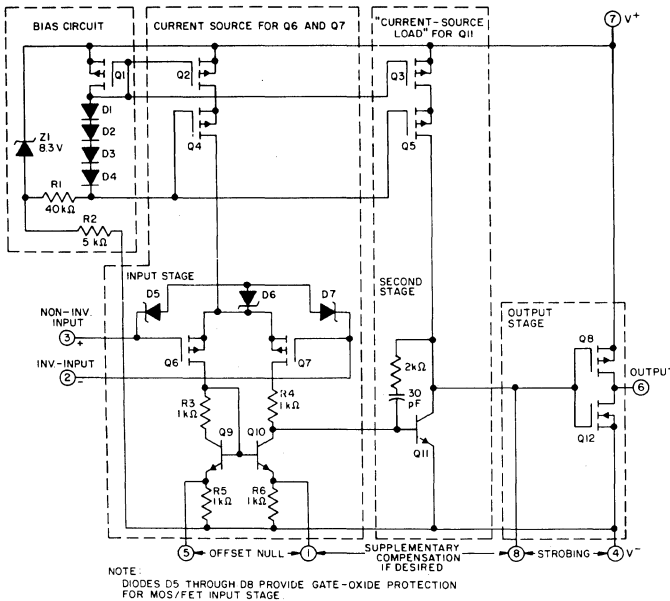 BIAS CIRCUIT
CURRENT SOURCE FOR Q6 AND Q7
"CURRENT-SOURCE
LOAD" FOR Q11
7 V+
Q1
Q2
Q3
D1
D2
D3
D4
Z1
8.3 V
Q4
Q5
R1
40 kΩ
R2
5 kΩ
INPUT STAGE
D5
D6
D7
SECOND
STAGE
OUTPUT
STAGE
NON-INV.
INPUT
3 +
Q6
Q7
Q8
OUTPUT
6
INV.-INPUT
2 -
2kΩ
30
pF
R3
1kΩ
R4
1kΩ
Q9
Q10
Q11
Q12
R5
1kΩ
R6
1kΩ
5 OFFSET NULL 1
SUPPLEMENTARY
COMPENSATION
IF DESIRED
8 STROBING 4 V-
NOTE:
DIODES D5 THROUGH D8 PROVIDE GATE-OXIDE PROTECTION
FOR MOS/FET INPUT STAGE.